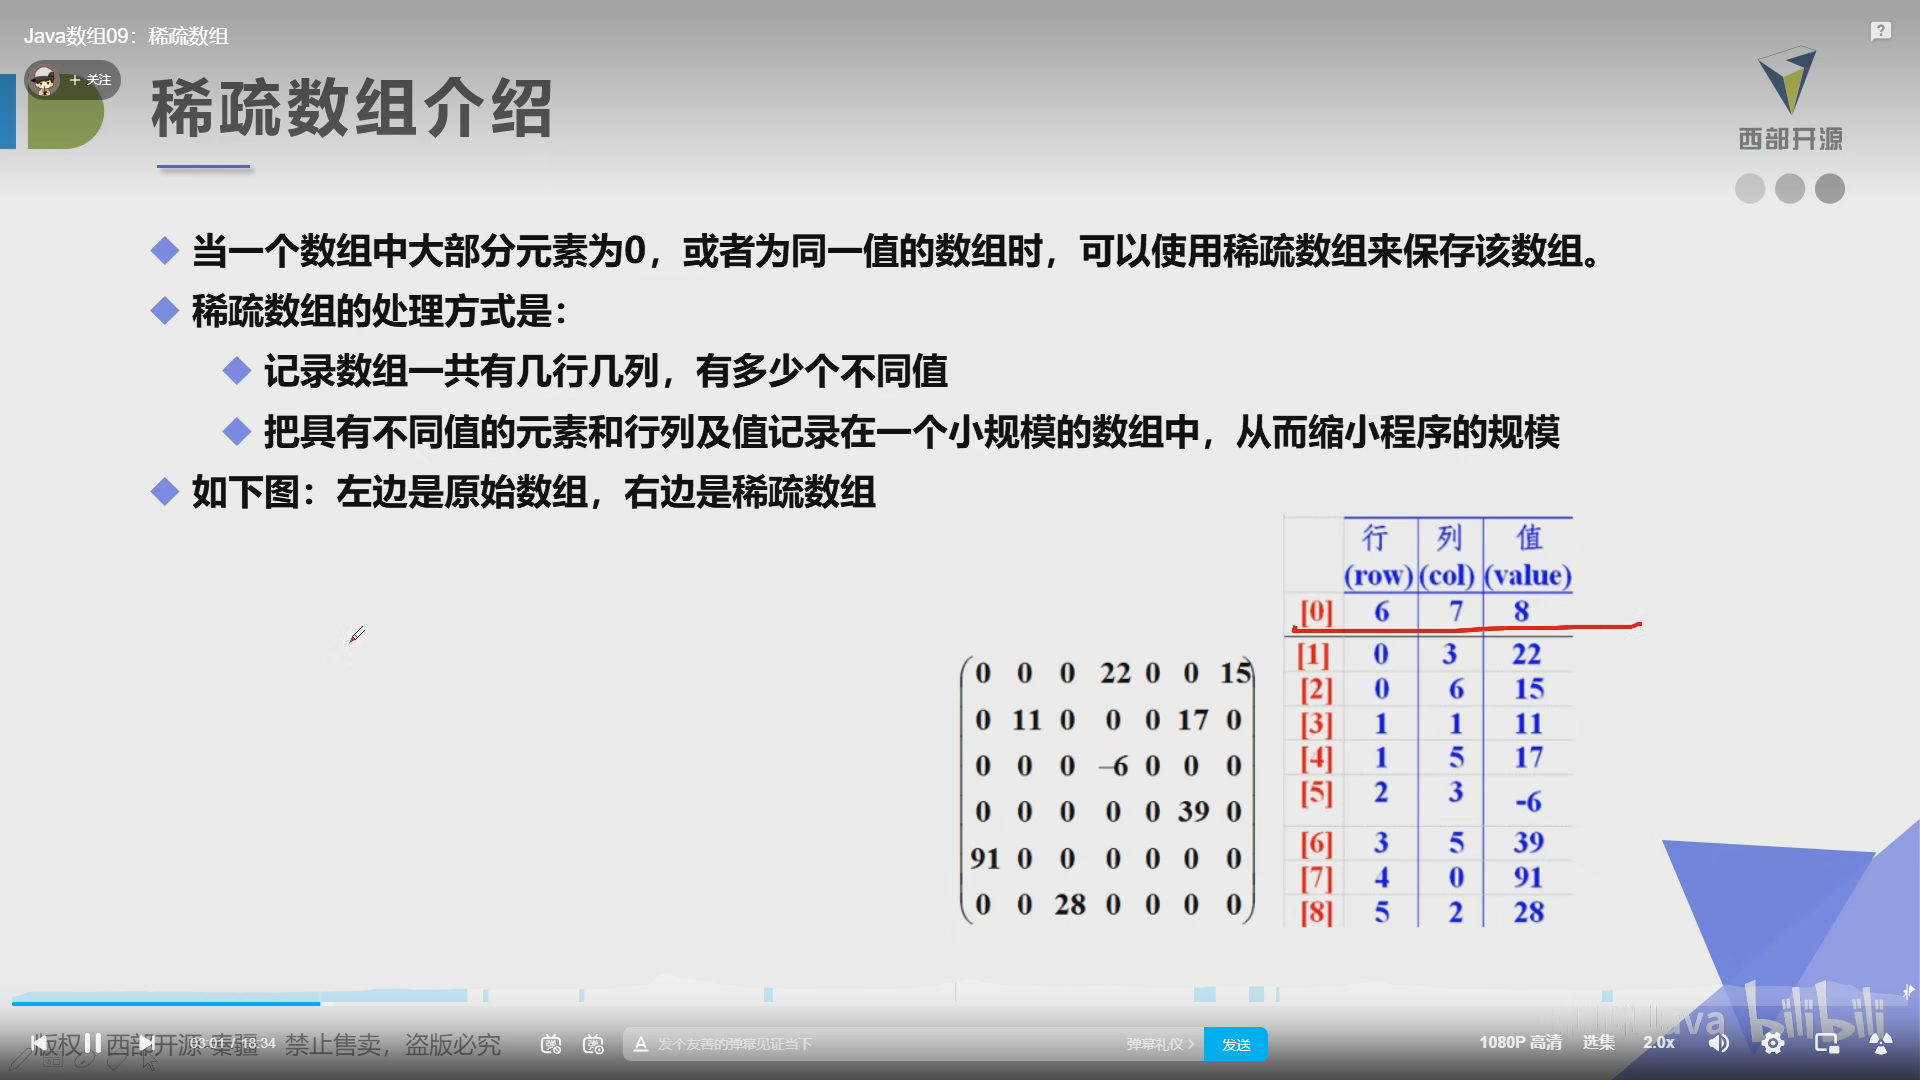 Java数组09：稀疏数组
+ 关注
稀疏数组介绍
西部开源
当一个数组中大部分元素为0，或者为同一值的数组时，可以使用稀疏数组来保存该数组。
稀疏数组的处理方式是：
记录数组一共有几行几列，有多少个不同值
把具有不同值的元素和行列及值记录在一个小规模的数组中，从而缩小程序的规模
如下图：左边是原始数组，右边是稀疏数组
0 0 0 22 0 0 15
0 11 0 0 0 17 0
0 0 0 –6 0 0 0
0 0 0 0 0 39 0
91 0 0 0 0 0 0
0 0 28 0 0 0 0
行 列 值
(row) (col) (value)
[0] 6 7 8
[1] 0 3 22
[2] 0 6 15
[3] 1 1 11
[4] 1 5 17
[5] 2 3 -6
[6] 3 5 39
[7] 4 0 91
[8] 5 2 28
bilibili
版权 西部开源-秦疆 禁止售卖，盗版必究
03:01 / 18:34
A 发个友善的弹幕见证当下
弹幕礼仪 >
发送
1080P 高清
选集
2.0x